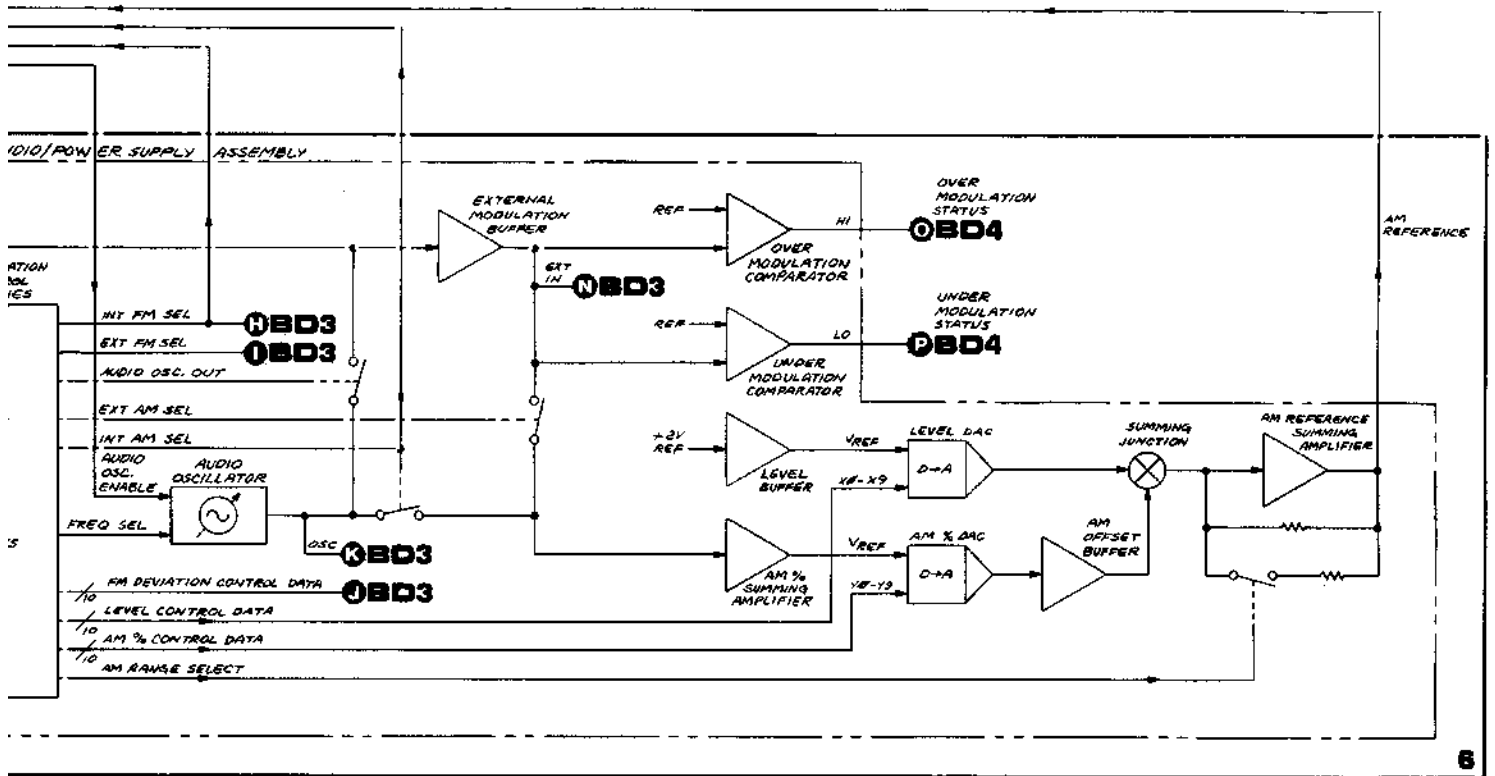 UDIO/POWER SUPPLY ASSEMBLY
EXTERNAL
MODULATION
BUFFER
REF
HI
OVER
MODULATION
COMPARATOR
OVER
MODULATION
STATUS
O BD4
AM
REFERENCE
ATION
ROL
IES
EXT
IN
N BD3
INT FM SEL
H BD3
EXT FM SEL
I BD3
AUDIO OSC. OUT
REF
LO
UNDER
MODULATION
COMPARATOR
UNDER
MODULATION
STATUS
P BD4
EXT AM SEL
INT AM SEL
AUDIO
OSC.
ENABLE
AUDIO
OSCILLATOR
FREQ SEL
S
OSC
K BD3
+2V
REF
LEVEL
BUFFER
VREF
XØ-X9
LEVEL DAC
D→A
SUMMING
JUNCTION
AM REFERENCE
SUMMING
AMPLIFIER
AM %
SUMMING
AMPLIFIER
VREF
YØ-Y9
AM % DAC
D→A
AM
OFFSET
BUFFER
/10 FM DEVIATION CONTROL DATA
J BD3
/10 LEVEL CONTROL DATA
/10 AM % CONTROL DATA
AM RANGE SELECT
6